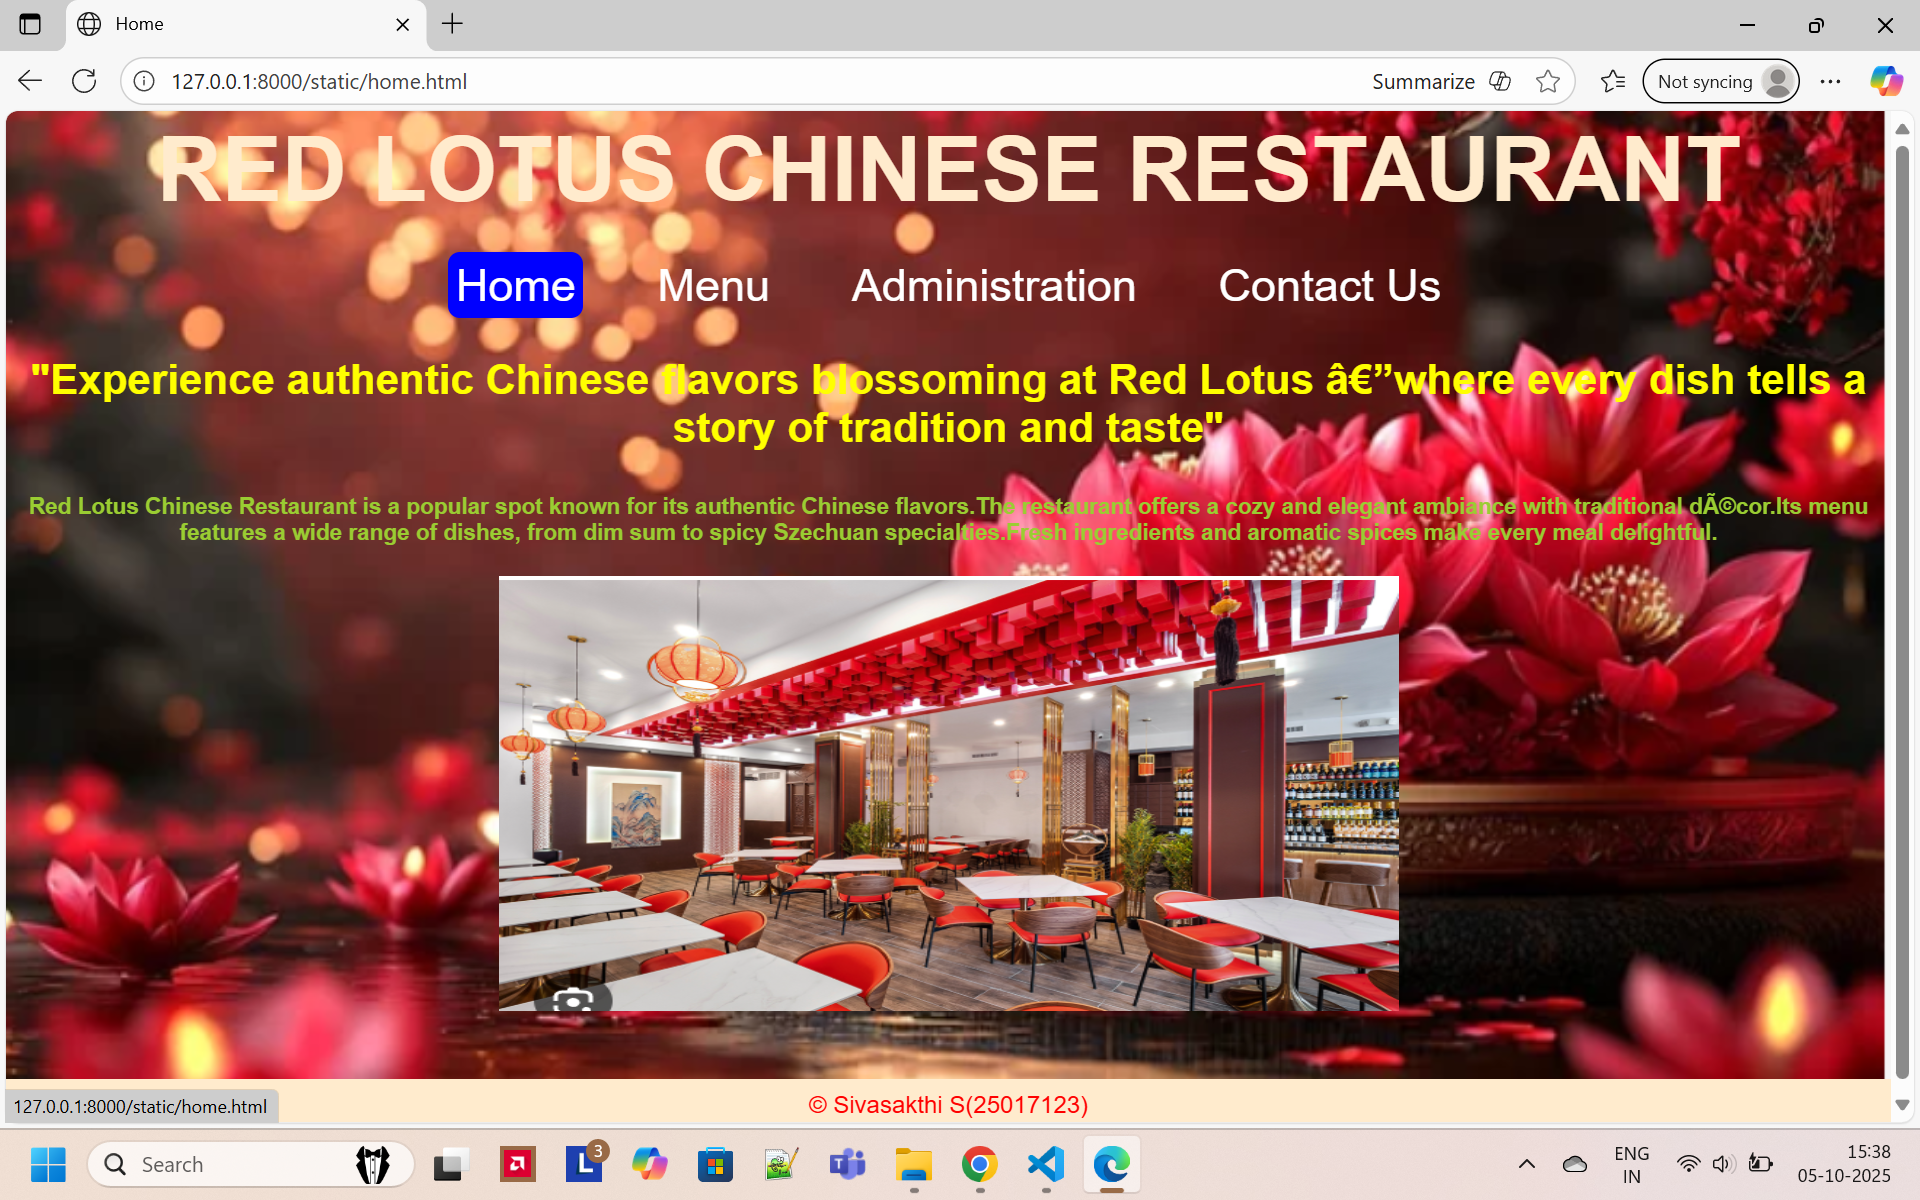 Home
127.0.0.1:8000/static/home.html
Summarize
Not syncing
RED LOTUS CHINESE RESTAURANT
Home Menu Administration Contact Us
"Experience authentic Chinese flavors blossoming at Red Lotus â€”where every dish tells a
story of tradition and taste"
Red Lotus Chinese Restaurant is a popular spot known for its authentic Chinese flavors.The restaurant offers a cozy and elegant ambiance with traditional dÃ©cor.Its menu
features a wide range of dishes, from dim sum to spicy Szechuan specialties.Fresh ingredients and aromatic spices make every meal delightful.
127.0.0.1:8000/static/home.html
© Sivasakthi S(25017123)
Search
L
3
ENG
IN
15:38
05-10-2025